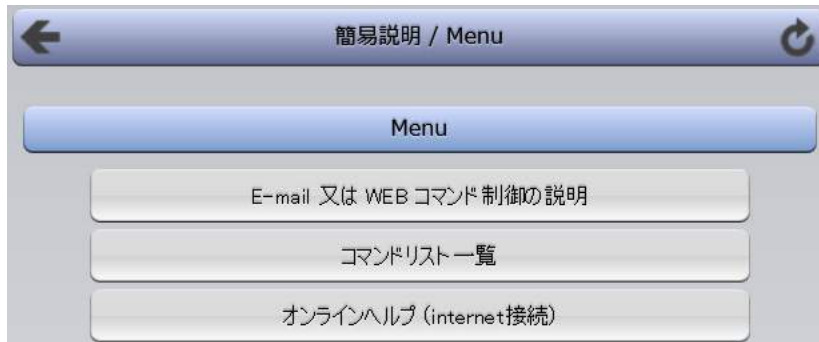 簡易説明 / Menu
Menu
E-mail 又は WEB コマンド制御の説明
コマンドリスト一覧
オンラインヘルプ (internet接続)